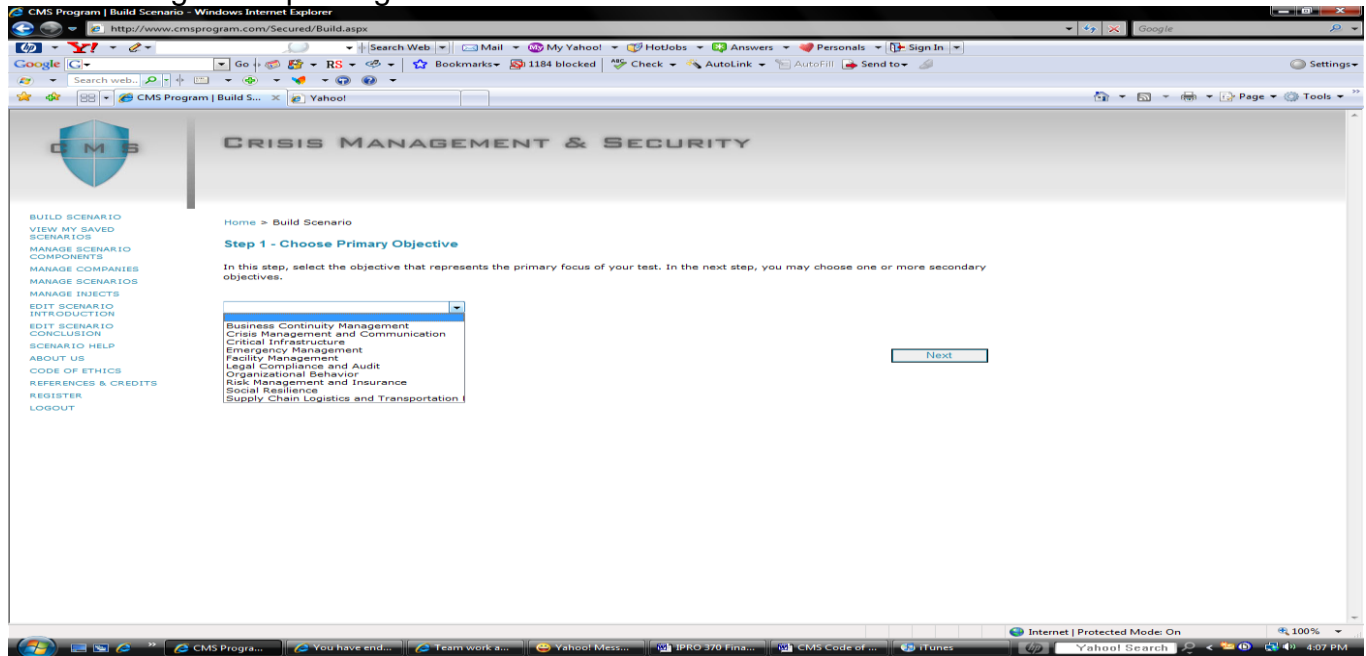 CMS Program | Build Scenario - Windows Internet Explorer
http://www.cmsprogram.com/Secured/Build.aspx
Google
Y! Search Web Mail My Yahoo! HotJobs Answers Personals Sign In
Google G Go RS Bookmarks 1184 blocked Check AutoLink AutoFill Send to Settings
Search web..
CMS Program | Build S... Yahoo! Page Tools
CMS
CRISIS MANAGEMENT & SECURITY
BUILD SCENARIO
VIEW MY SAVED
SCENARIOS
MANAGE SCENARIO
COMPONENTS
MANAGE COMPANIES
MANAGE SCENARIOS
MANAGE INJECTS
EDIT SCENARIO
INTRODUCTION
EDIT SCENARIO
CONCLUSION
SCENARIO HELP
ABOUT US
CODE OF ETHICS
REFERENCES & CREDITS
REGISTER
LOGOUT
Home > Build Scenario
Step 1 - Choose Primary Objective
In this step, select the objective that represents the primary focus of your test. In the next step, you may choose one or more secondary
objectives.
Business Continuity Management
Crisis Management and Communication
Critical Infrastructure
Emergency Management
Facility Management
Legal Compliance and Audit
Organizational Behavior
Risk Management and Insurance
Social Resilience
Supply Chain Logistics and Transportation
Next
Internet | Protected Mode: On 100%
CMS Progra... You have end... Team work a... Yahoo! Mess... IPRO 370 Fina... CMS Code of ... iTunes Yahoo! Search 4:07 PM